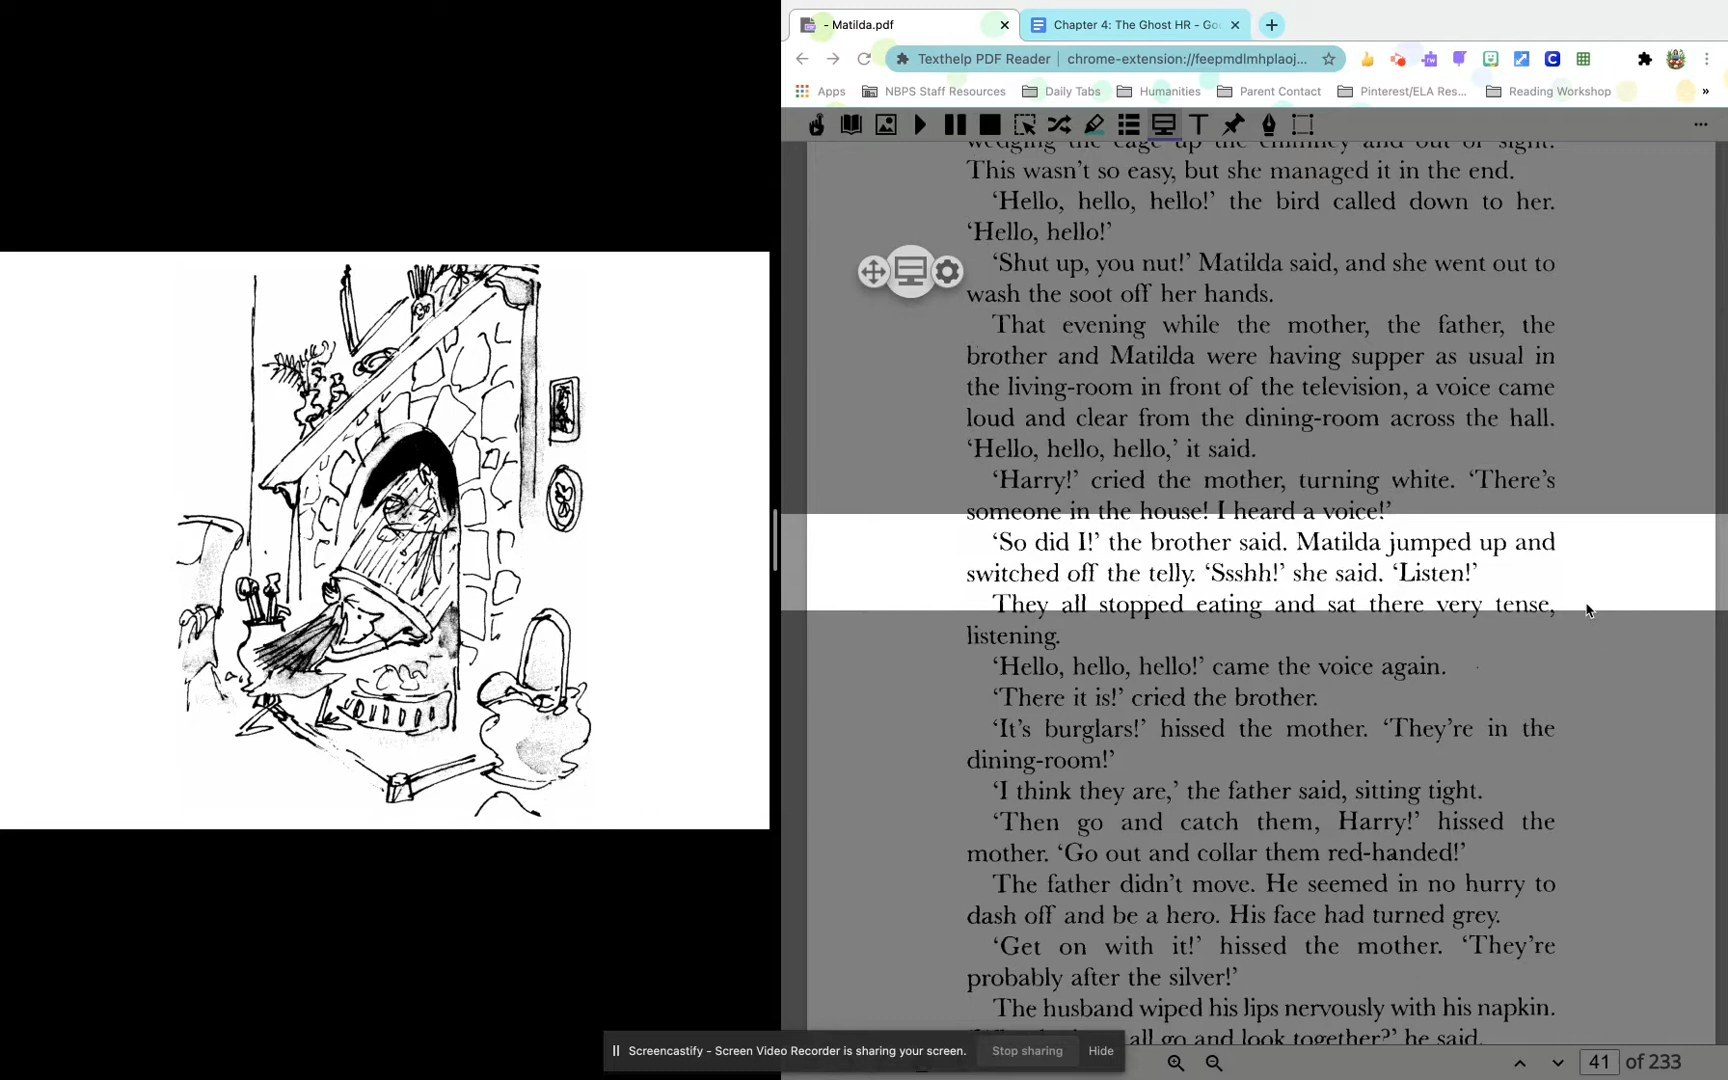 - Matilda.pdf
Chapter 4: The Ghost HR - Goo
Texthelp PDF Reader | chrome-extension://feepmdlmhplaoj...
Apps NBPS Staff Resources Daily Tabs Humanities Parent Contact Pinterest/ELA Res... Reading Workshop »
wedging the cage up the chimney and out of sight.
This wasn't so easy, but she managed it in the end.
‘Hello, hello, hello!’ the bird called down to her.
‘Hello, hello!’
‘Shut up, you nut!’ Matilda said, and she went out to
wash the soot off her hands.
That evening while the mother, the father, the
brother and Matilda were having supper as usual in
the living-room in front of the television, a voice came
loud and clear from the dining-room across the hall.
‘Hello, hello, hello,’ it said.
‘Harry!’ cried the mother, turning white. ‘There’s
someone in the house! I heard a voice!’
‘So did I!’ the brother said. Matilda jumped up and
switched off the telly. ‘Ssshh!’ she said. ‘Listen!’
They all stopped eating and sat there very tense,
listening.
‘Hello, hello, hello!’ came the voice again.
‘There it is!’ cried the brother.
‘It’s burglars!’ hissed the mother. ‘They’re in the
dining-room!’
‘I think they are,’ the father said, sitting tight.
‘Then go and catch them, Harry!’ hissed the
mother. ‘Go out and collar them red-handed!’
The father didn’t move. He seemed in no hurry to
dash off and be a hero. His face had turned grey.
‘Get on with it!’ hissed the mother. ‘They’re
probably after the silver!’
The husband wiped his lips nervously with his napkin.
all go and look together?’ he said.
Screencastify - Screen Video Recorder is sharing your screen. Stop sharing Hide
41 of 233